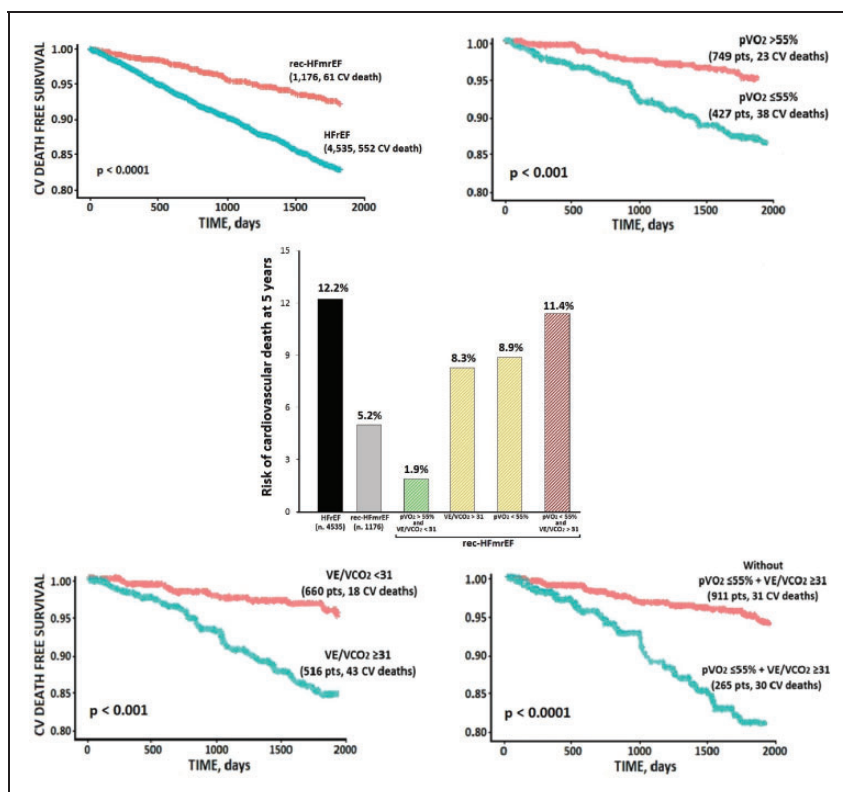 CV DEATH FREE SURVIVAL
1.00
0.95
0.90
0.85
0.80
rec-HFmrEF
(1,176, 61 CV death)
HFrEF
(4,535, 552 CV death)
p < 0.0001
0
500
1000
1500
2000
TIME, days
1.00
0.95
0.90
0.85
0.80
pVO2 >55%
(749 pts, 23 CV deaths)
pVO2 ≤55%
(427 pts, 38 CV deaths)
p < 0.001
0
500
1000
1500
2000
TIME, days
Risk of cardiovascular death at 5 years
15
12
9
6
3
0
12.2%
5.2%
1.9%
8.3%
8.9%
11.4%
HFrEF
(n. 4535)
rec-HFmrEF
(n. 1176)
pVO2 > 55%
and
VE/VCO2 < 31
VE/VCO2 > 31
pVO2 < 55%
pVO2 < 55%
and
VE/VCO2 > 31
rec-HFmrEF
CV DEATH FREE SURVIVAL
1.00
0.95
0.90
0.85
0.80
VE/VCO2 <31
(660 pts, 18 CV deaths)
VE/VCO2 ≥31
(516 pts, 43 CV deaths)
p < 0.001
0
500
1000
1500
2000
TIME, days
1.00
0.95
0.90
0.85
0.80
Without
pVO2 ≤55% + VE/VCO2 ≥31
(911 pts, 31 CV deaths)
pVO2 ≤55% + VE/VCO2 ≥31
(265 pts, 30 CV deaths)
p < 0.0001
0
500
1000
1500
2000
TIME, days